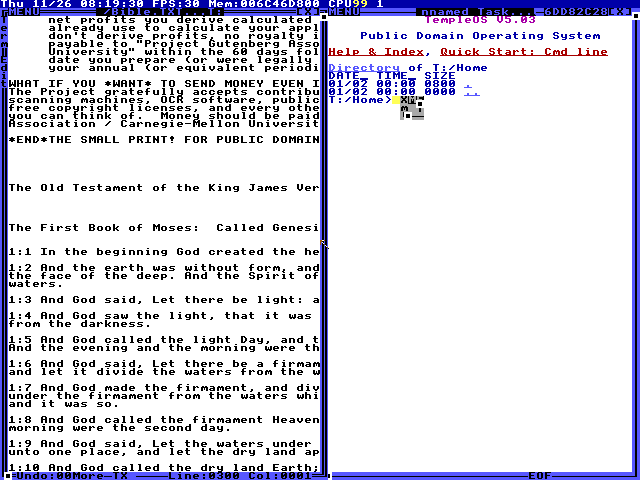 Thu 11/26 08:19:30 FPS:30 Mem:006C46D800 CPU99 1
MENU
/Bible.TXT...T: [X]
net profits you derive calculated
already use to calculate your appl
don't derive profits, no royalty i
payable to "Project Gutenberg Asso
University" within the 60 days fol
date you prepare (or were legally
your annual (or equivalent periodi
WHAT IF YOU *WANT* TO SEND MONEY EVEN I
The Project gratefully accepts contribu
scanning machines, OCR software, public
free copyright licenses, and every othe
you can think of. Money should be paid
Association / Carnegie-Mellon Universit
*END*THE SMALL PRINT! FOR PUBLIC DOMAIN
The Old Testament of the King James Ver
The First Book of Moses: Called Genesi
1:1 In the beginning God created the he
1:2 And the earth was without form, and
the face of the deep. And the Spirit of
waters.
1:3 And God said, Let there be light: a
1:4 And God saw the light, that it was
from the darkness.
1:5 And God called the light Day, and t
And the evening and the morning were th
1:6 And God said, Let there be a firmam
and let it divide the waters from the w
1:7 And God made the firmament, and div
under the firmament from the waters whi
and it was so.
1:8 And God called the firmament Heaven
morning were the second day.
1:9 And God said, Let the waters under
unto one place, and let the dry land ap
1:10 And God called the dry land Earth;
Undo:00More-TX Line:0300 Col:0001
MENU
nnamed Task... 6DD82C28[X]
TempleOS V5.03
Public Domain Operating System
Help & Index, Quick Start: Cmd line
Directory of T:/Home
DATE_ TIME_ SIZE
01/02 00:00 0300 .
01/02 00:00 0000 ..
T:/Home>
EOF